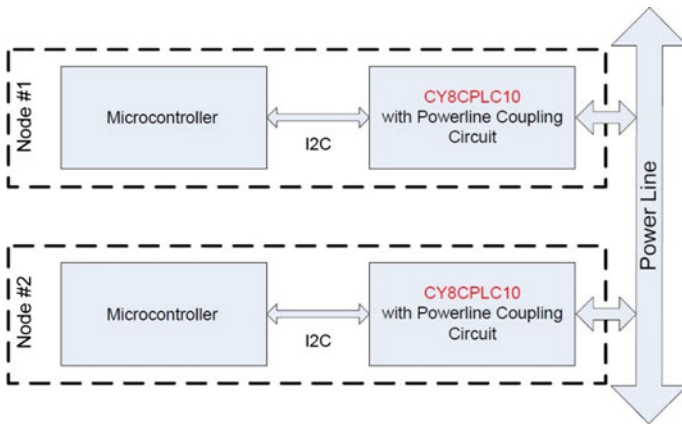 Node #1
Microcontroller
I2C
CY8CPLC10
with Powerline Coupling
Circuit
Node #2
Microcontroller
I2C
CY8CPLC10
with Powerline Coupling
Circuit
Power Line